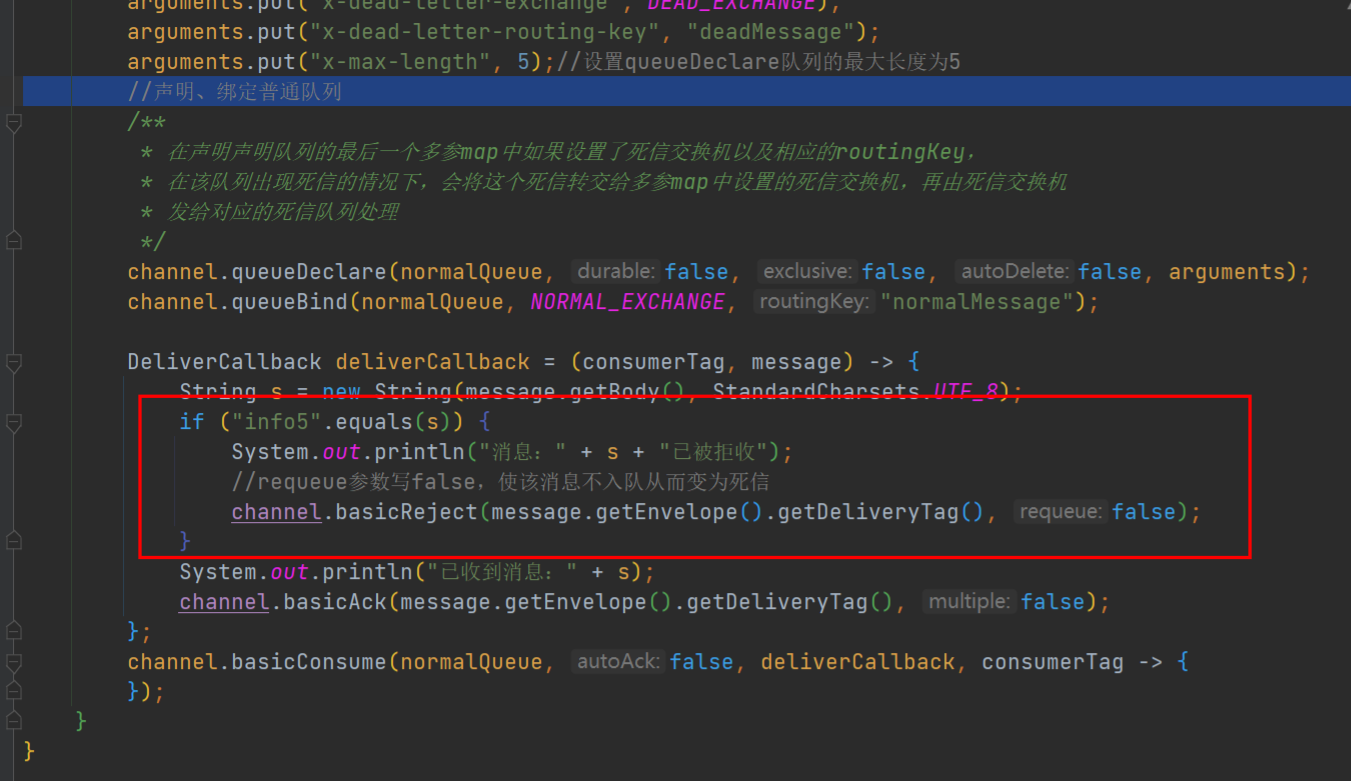 arguments.put("x-dead-letter-exchange", DEAD_EXCHANGE);
arguments.put("x-dead-letter-routing-key", "deadMessage");
arguments.put("x-max-length", 5);//设置queueDeclare队列的最大长度为5
//声明、绑定普通队列
/**
* 在声明声明队列的最后一个多参map中如果设置了死信交换机以及相应的routingKey，
* 在该队列出现死信的情况下，会将这个死信转交给多参map中设置的死信交换机，再由死信交换机
* 发给对应的死信队列处理
*/
channel.queueDeclare(normalQueue, durable: false, exclusive: false, autoDelete: false, arguments);
channel.queueBind(normalQueue, NORMAL_EXCHANGE, routingKey: "normalMessage");
DeliverCallback deliverCallback = (consumerTag, message) -> {
String s = new String(message.getBody(), StandardCharsets.UTF_8);
if ("info5".equals(s)) {
System.out.println("消息：" + s + "已被拒收");
//requeue参数写false，使该消息不入队从而变为死信
channel.basicReject(message.getEnvelope().getDeliveryTag(), requeue: false);
}
System.out.println("已收到消息：" + s);
channel.basicAck(message.getEnvelope().getDeliveryTag(), multiple: false);
};
channel.basicConsume(normalQueue, autoAck: false, deliverCallback, consumerTag -> {
});
}
}